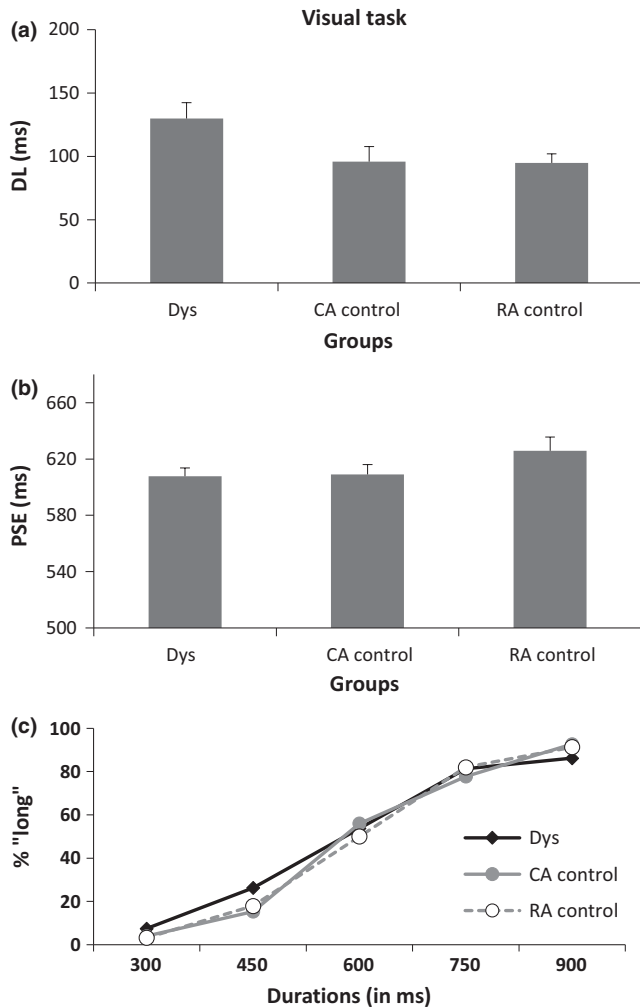 Visual task
(a)
200
150
100
50
0
DL (ms)
Dys CA control RA control
Groups
(b)
660
620
580
540
500
PSE (ms)
Dys CA control RA control
Groups
(c)
100
80
60
40
20
0
% "long"
Dys
CA control
RA control
300 450 600 750 900
Durations (in ms)